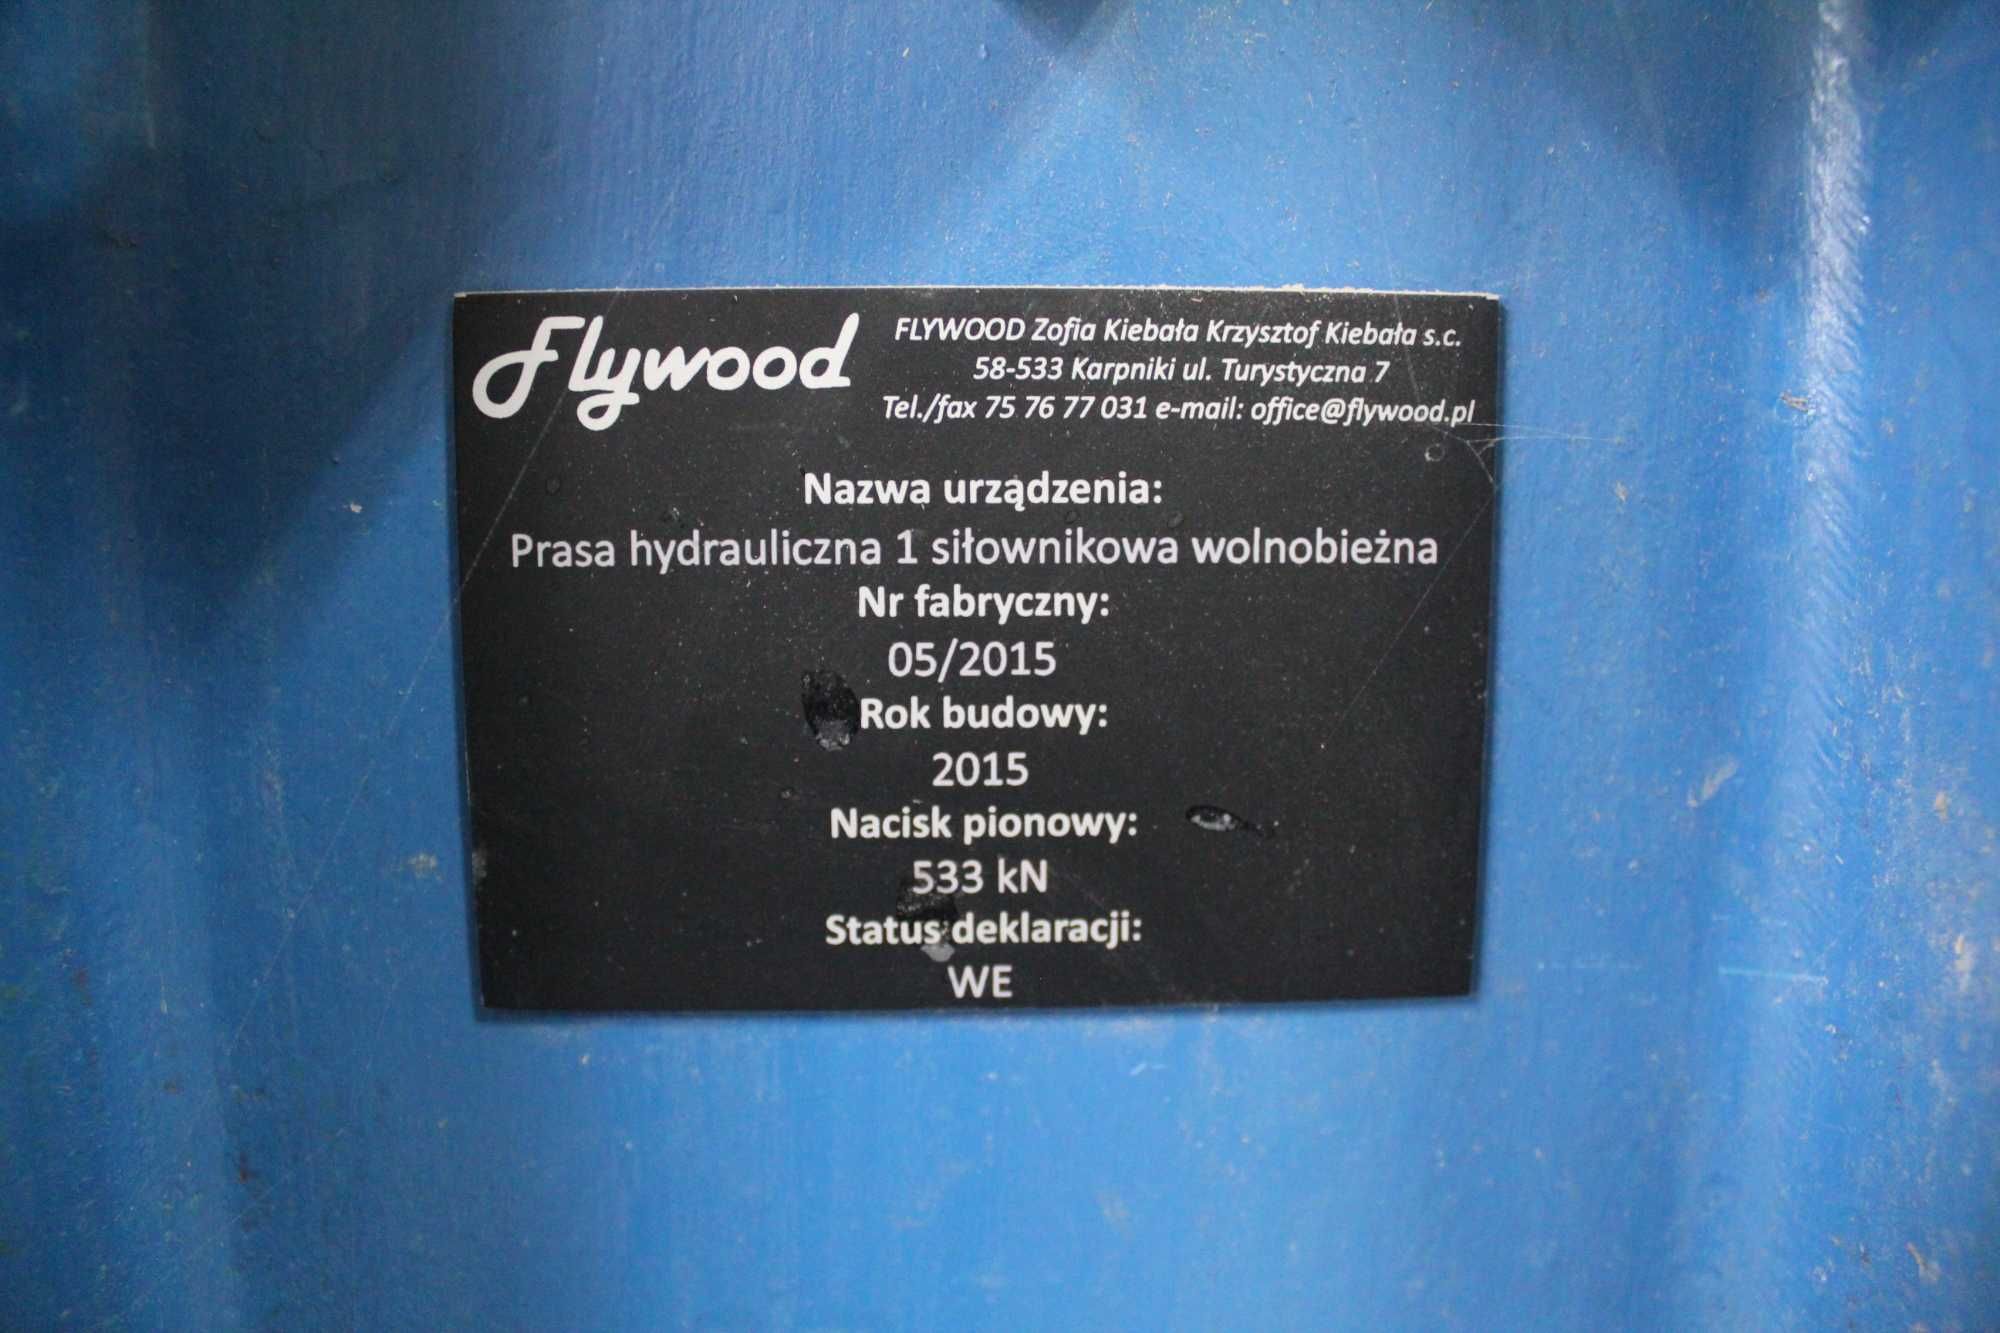 Flywood
FLYWOOD Zofia Kiebała Krzysztof Kiebała s.c.
58-533 Karpniki ul. Turystyczna 7
Tel./fax 75 76 77 031 e-mail: office@flywood.pl
Nazwa urządzenia:
Prasa hydrauliczna 1 siłownikowa wolnobieżna
Nr fabryczny:
05/2015
Rok budowy:
2015
Nacisk pionowy:
533 kN
Status deklaracji:
WE